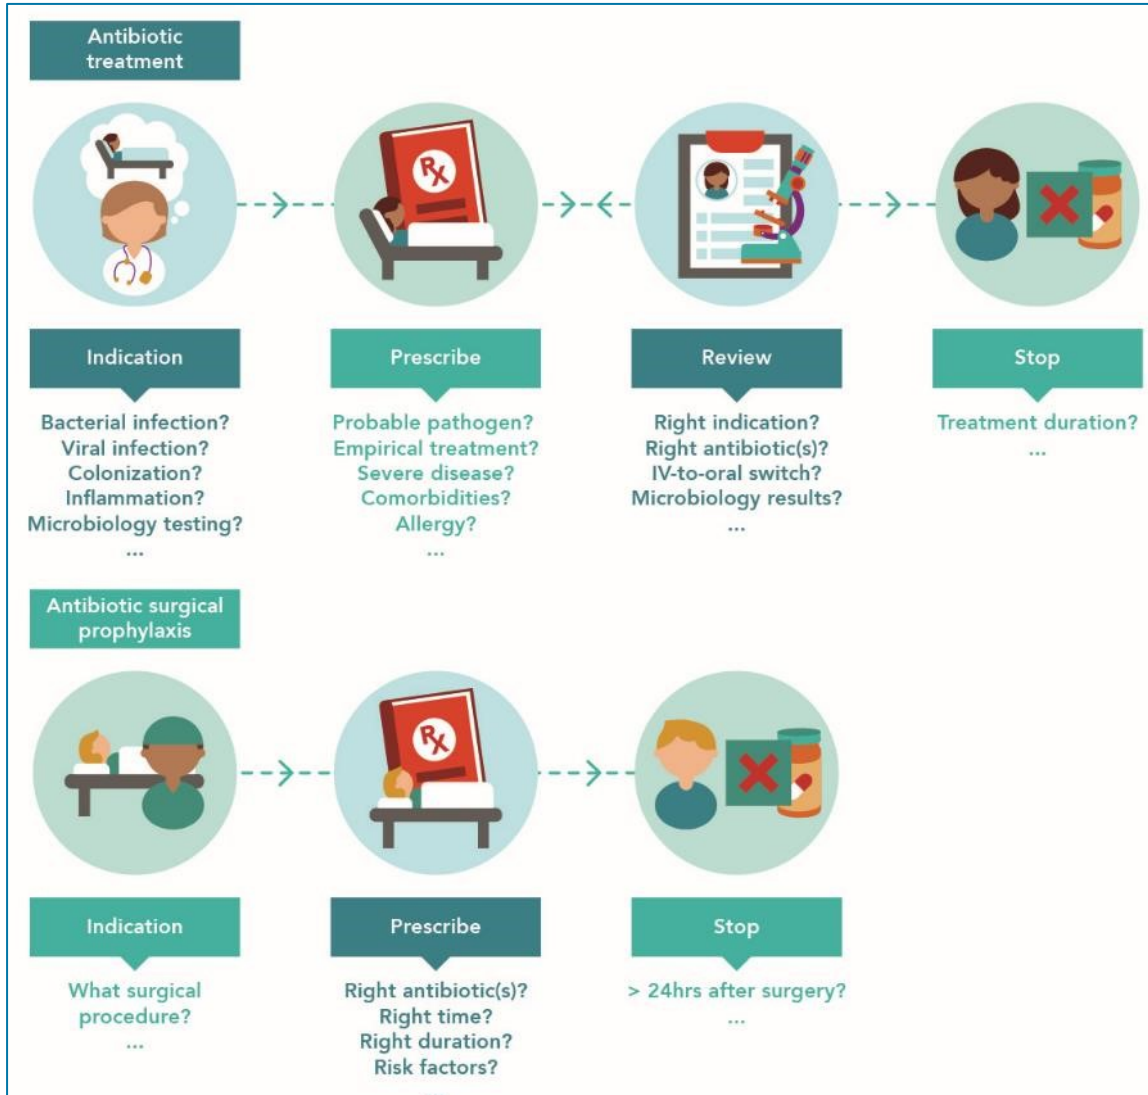 Antibiotic
treatment
Rx
Indication
Prescribe
Review
Stop
Bacterial infection?
Viral infection?
Colonization?
Inflammation?
Microbiology testing?
...
Probable pathogen?
Empirical treatment?
Severe disease?
Comorbidities?
Allergy?
...
Right indication?
Right antibiotic(s)?
IV-to-oral switch?
Microbiology results?
...
Treatment duration?
...
Antibiotic surgical
prophylaxis
Rx
Indication
Prescribe
Stop
What surgical
procedure?
...
Right antibiotic(s)?
Right time?
Right duration?
Risk factors?
> 24hrs after surgery?
...